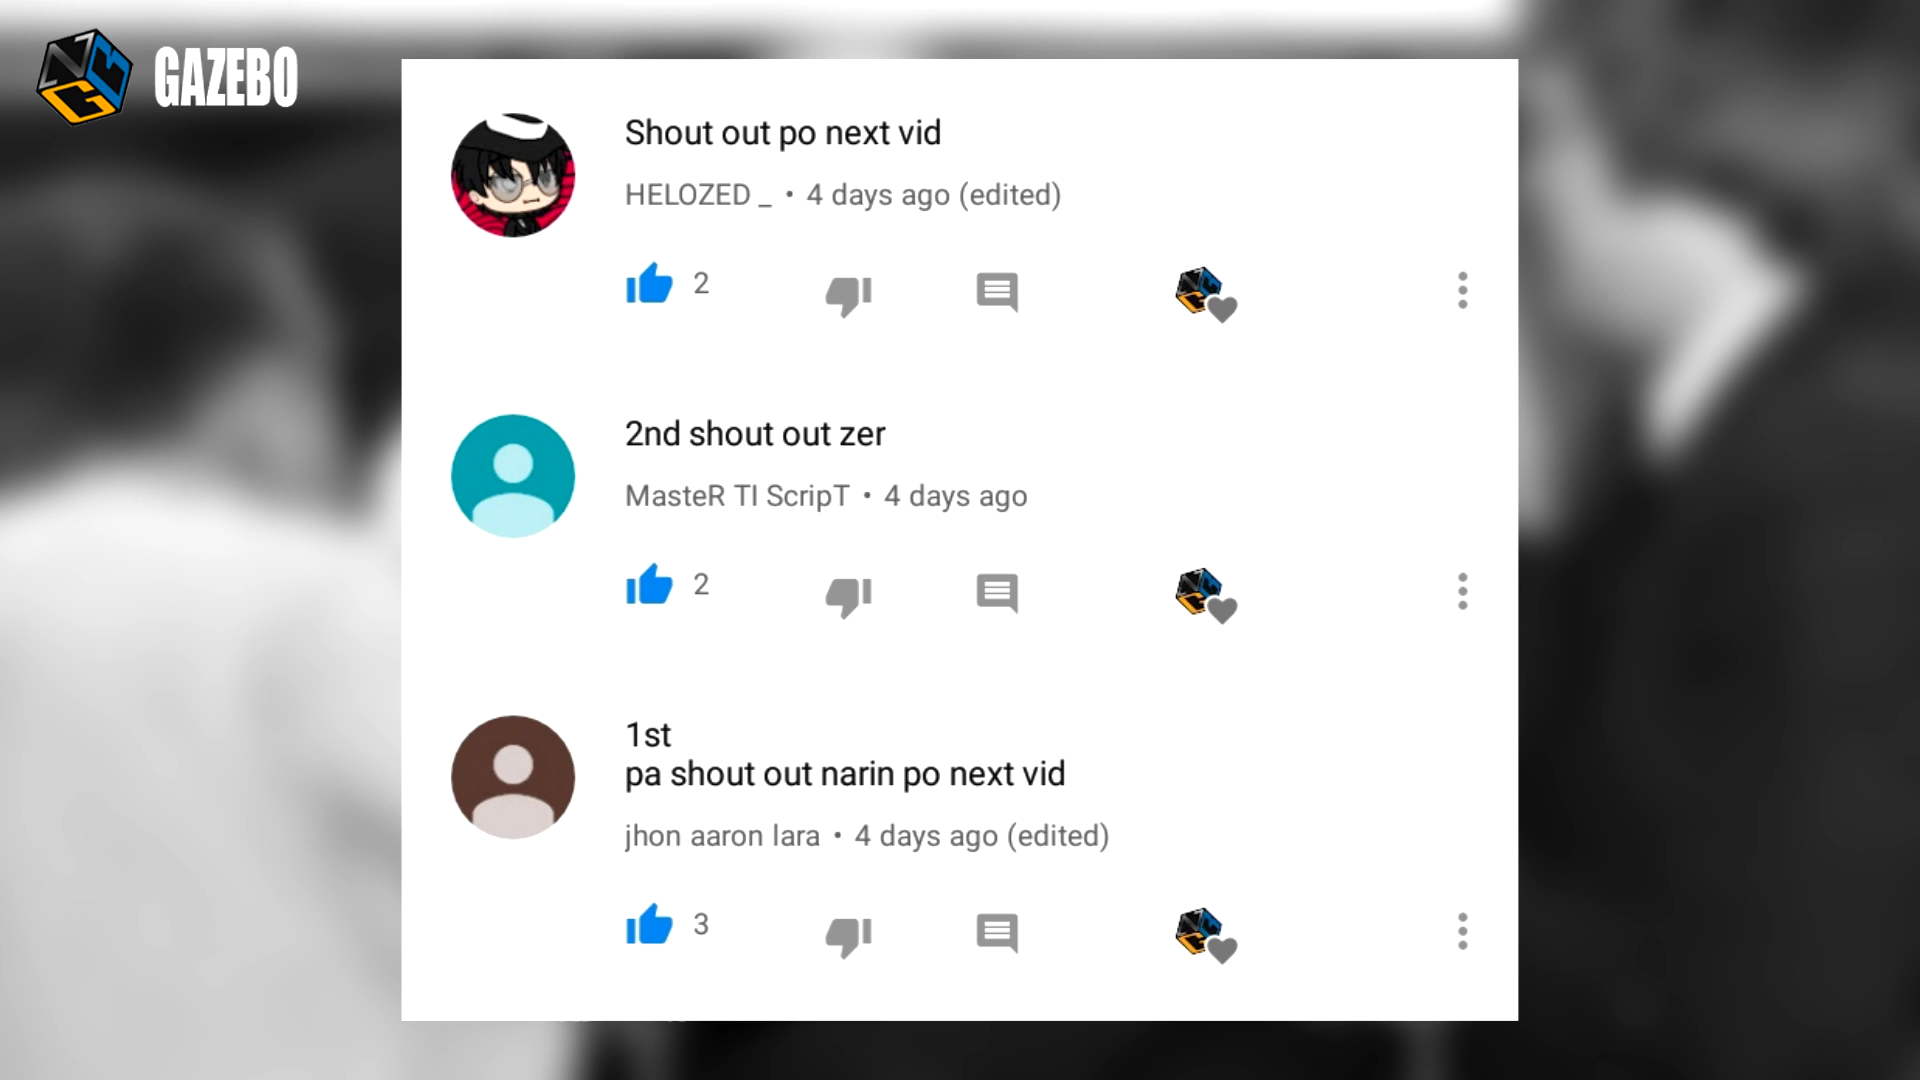 GAZEBO
Shout out po next vid
HELOZED _ • 4 days ago (edited)
2
2nd shout out zer
MasteR TI ScripT • 4 days ago
2
1st
pa shout out narin po next vid
jhon aaron lara • 4 days ago (edited)
3